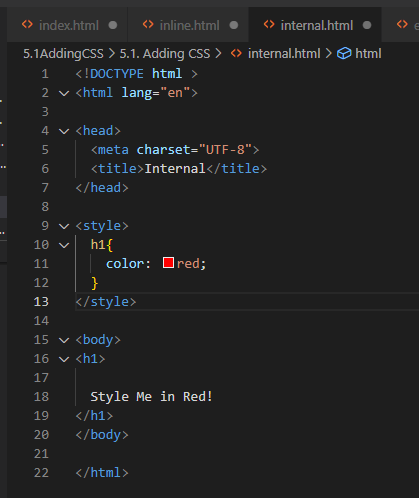 index.html inline.html internal.html
5.1AddingCSS > 5.1. Adding CSS > internal.html > html
1 <!DOCTYPE html >
2 <html lang="en">
3
4 <head>
5 <meta charset="UTF-8">
6 <title>Internal</title>
7 </head>
8
9 <style>
10 h1{
11 color: red;
12 }
13 </style>
14
15 <body>
16 <h1>
17
18 Style Me in Red!
19 </h1>
20 </body>
21
22 </html>